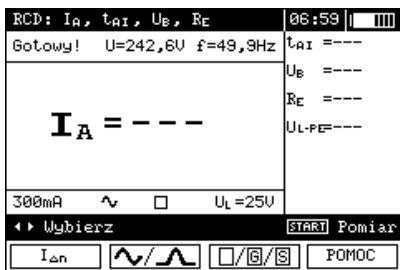 RCD: IA, tAI, UB, RE 06:59
Gotowy! U=242,6V f=49,9Hz
tAI =---
UB =---
RE =---
UL-PE=---
IA = ---
300mA UL=25V
Wybierz START Pomiar
IΔn / □/G/S POMOC